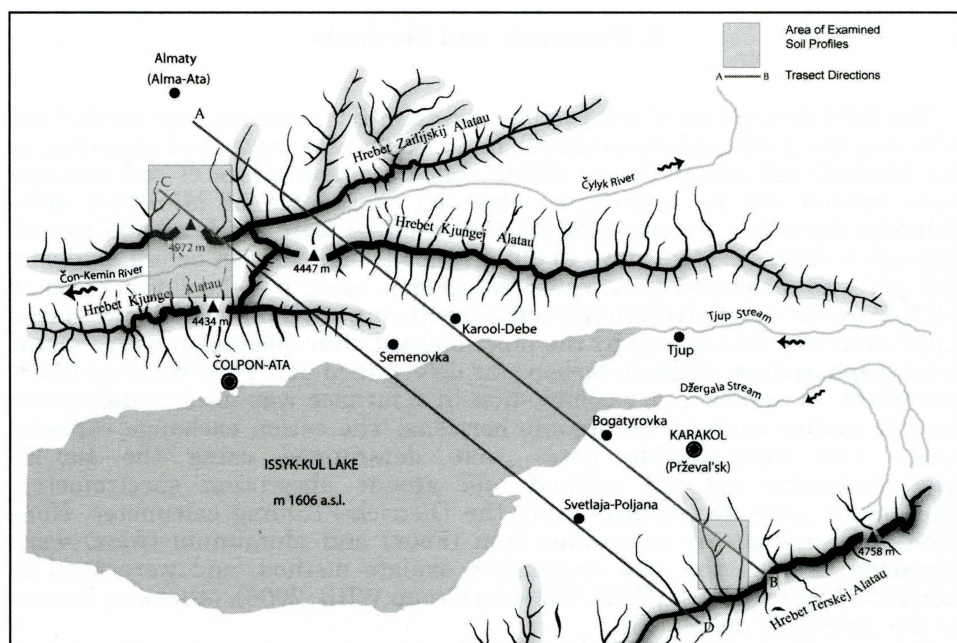 Area of Examined
Soil Profiles
A B Trasect Directions
Almaty
(Alma-Ata)
A
Hrebet Zailijskij Alatau
Čylyk River
C
4972 m
Hrebet Kjungej Alatau
4447 m
Čon-Kemin River
Hrebet Kjungej Alatau
4434 m
Karool-Debe
Tjup Stream
Semenovka
Tjup
ČOLPON-ATA
Džergala Stream
Bogatyrovka
KARAKOL
(Prževal'sk)
ISSYK-KUL LAKE
m 1606 a.s.l.
Svetlaja-Poljana
4758 m
B
Hrebet Terskej Alatau
D